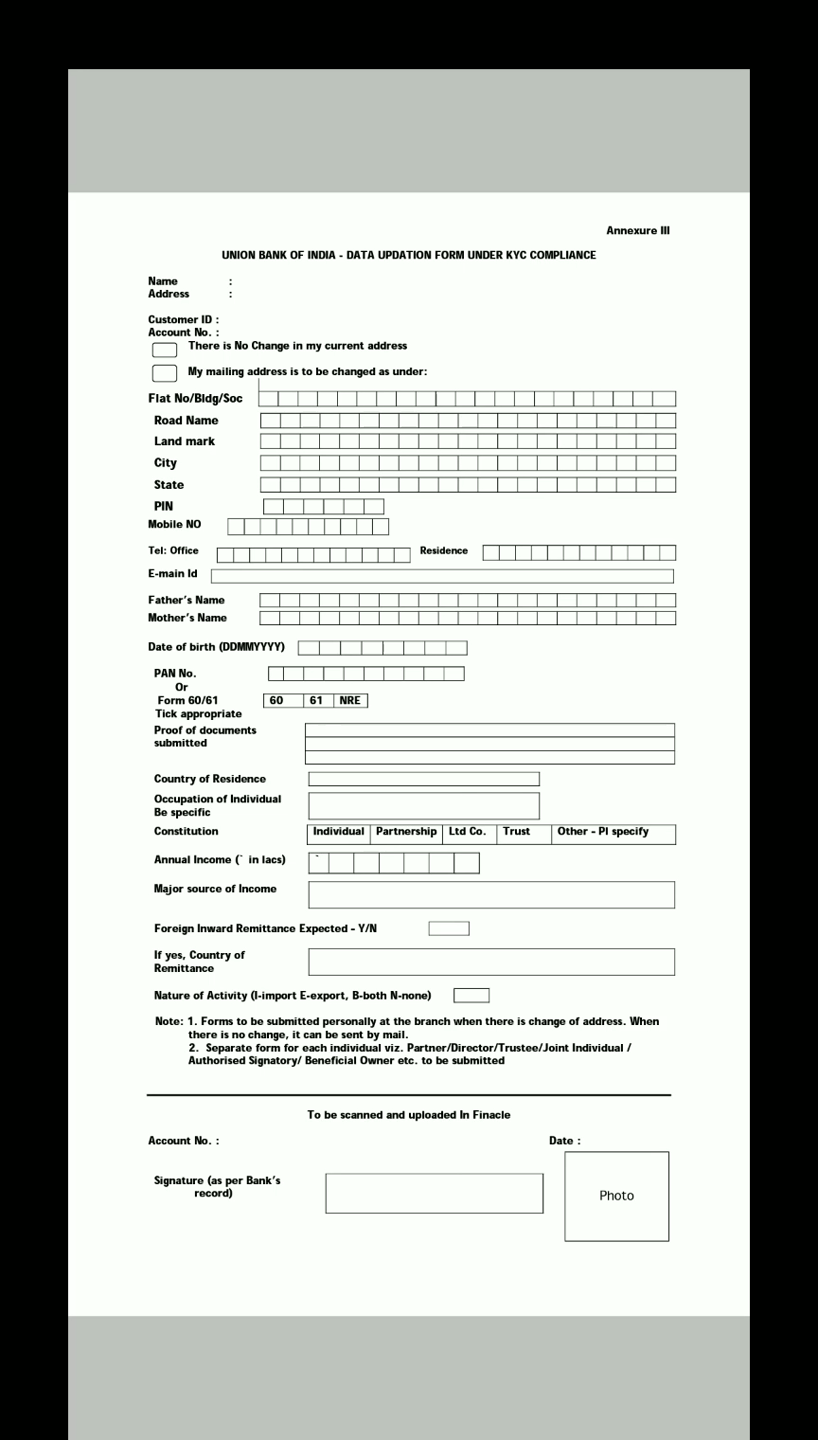 Annexure III
UNION BANK OF INDIA - DATA UPDATION FORM UNDER KYC COMPLIANCE
Name :
Address :
Customer ID :
Account No. :
There is No Change in my current address
My mailing address is to be changed as under:
Flat No/Bldg/Soc
Road Name
Land mark
City
State
PIN
Mobile NO
Tel: Office Residence
E-main Id
Father's Name
Mother's Name
Date of birth (DDMMYYYY)
PAN No.
Or
Form 60/61 60 61 NRE
Tick appropriate
Proof of documents
submitted
Country of Residence
Occupation of Individual
Be specific
Constitution Individual Partnership Ltd Co. Trust Other - Pl specify
Annual Income (` in lacs) `
Major source of Income
Foreign Inward Remittance Expected - Y/N
If yes, Country of
Remittance
Nature of Activity (I-import E-export, B-both N-none)
Note: 1. Forms to be submitted personally at the branch when there is change of address. When
there is no change, it can be sent by mail.
2. Separate form for each individual viz. Partner/Director/Trustee/Joint Individual /
Authorised Signatory/ Beneficial Owner etc. to be submitted
To be scanned and uploaded In Finacle
Account No. : Date :
Signature (as per Bank's
record)
Photo